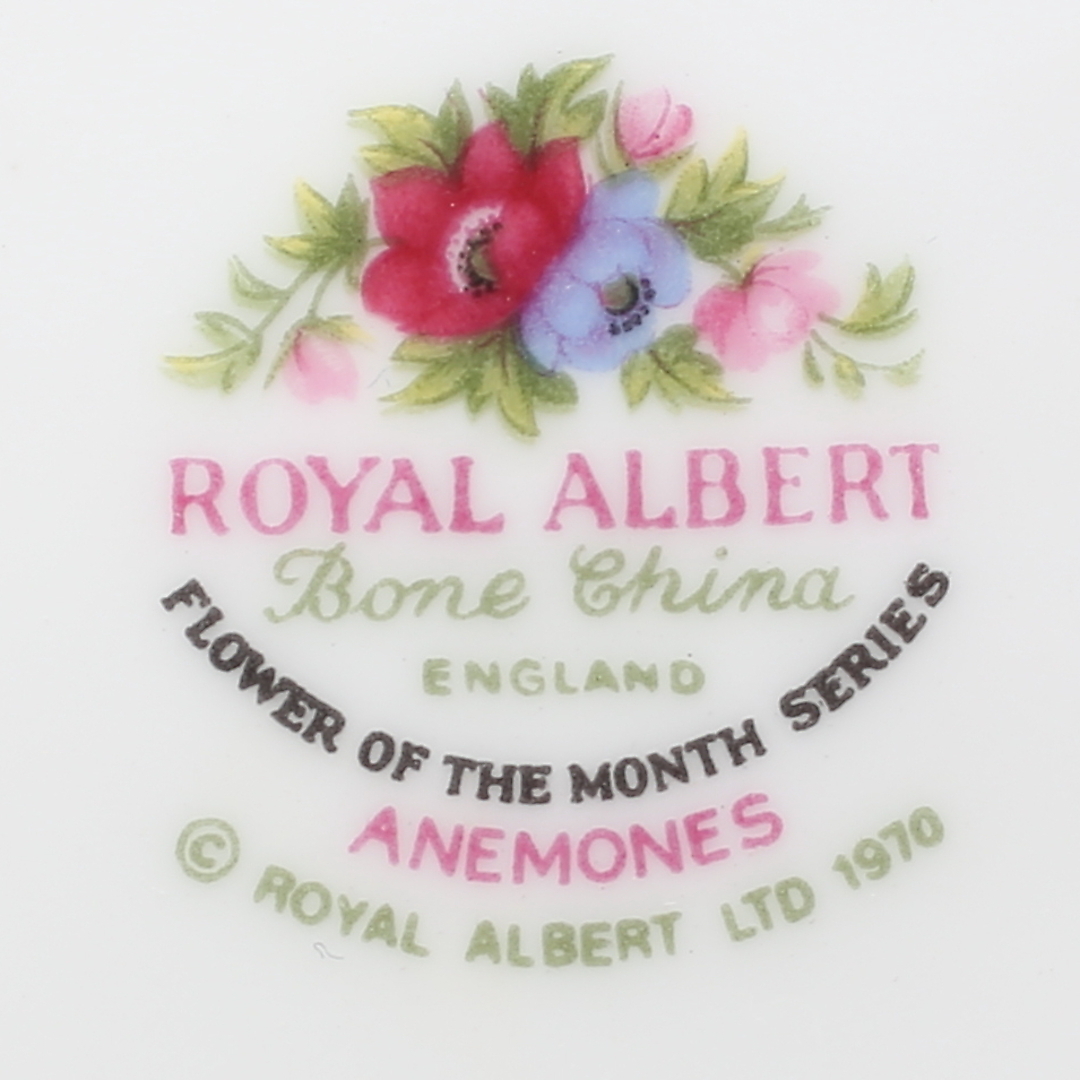 ROYAL ALBERT
Bone China
ENGLAND
FLOWER OF THE MONTH SERIES
ANEMONES
© ROYAL ALBERT LTD 1970